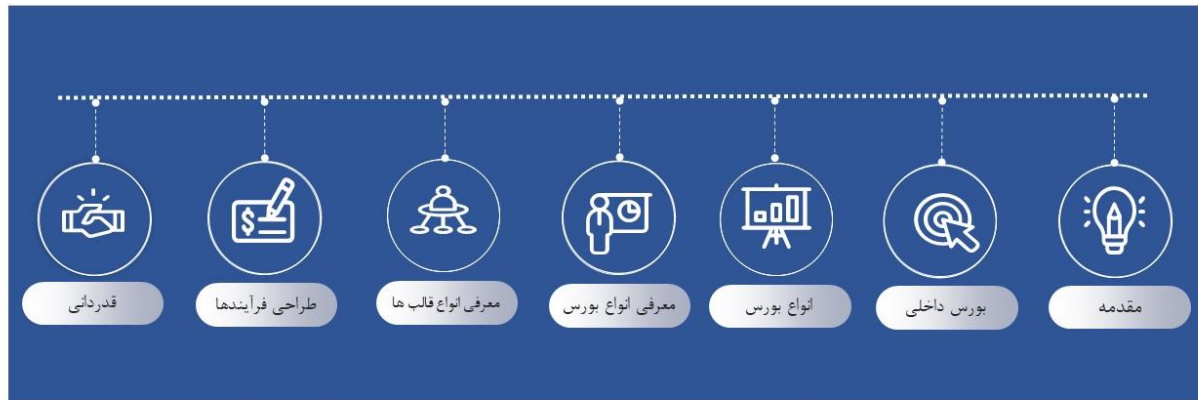 مقدمه
بورس داخلی
انواع بورس
معرفی انواع بورس
معرفی انواع قالب ها
طراحی فرآیندها
قدردانی
$